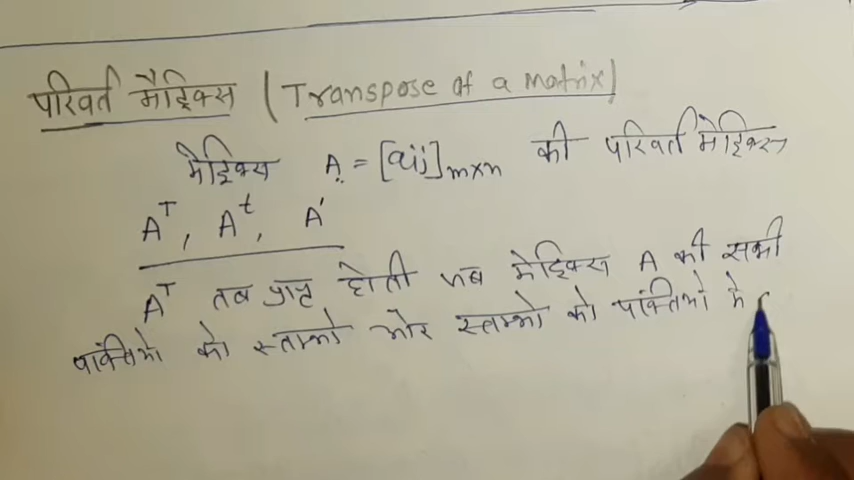 परिवर्त मैट्रिक्स (Transpose of a matrix)
मैट्रिक्स A = [aij]m×n की परिवर्त मैट्रिक्स
A^T, A^t, A'
A^T तब प्राप्त होती जब मैट्रिक्स A की सभी
पंक्तियो को स्तम्भो और स्तम्भो को पंक्तियो मे